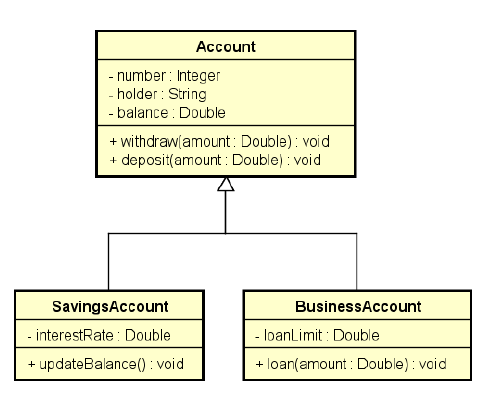 Account
- number : Integer
- holder : String
- balance : Double
+ withdraw(amount : Double) : void
+ deposit(amount : Double) : void
SavingsAccount
- interestRate : Double
+ updateBalance() : void
BusinessAccount
- loanLimit : Double
+ loan(amount : Double) : void